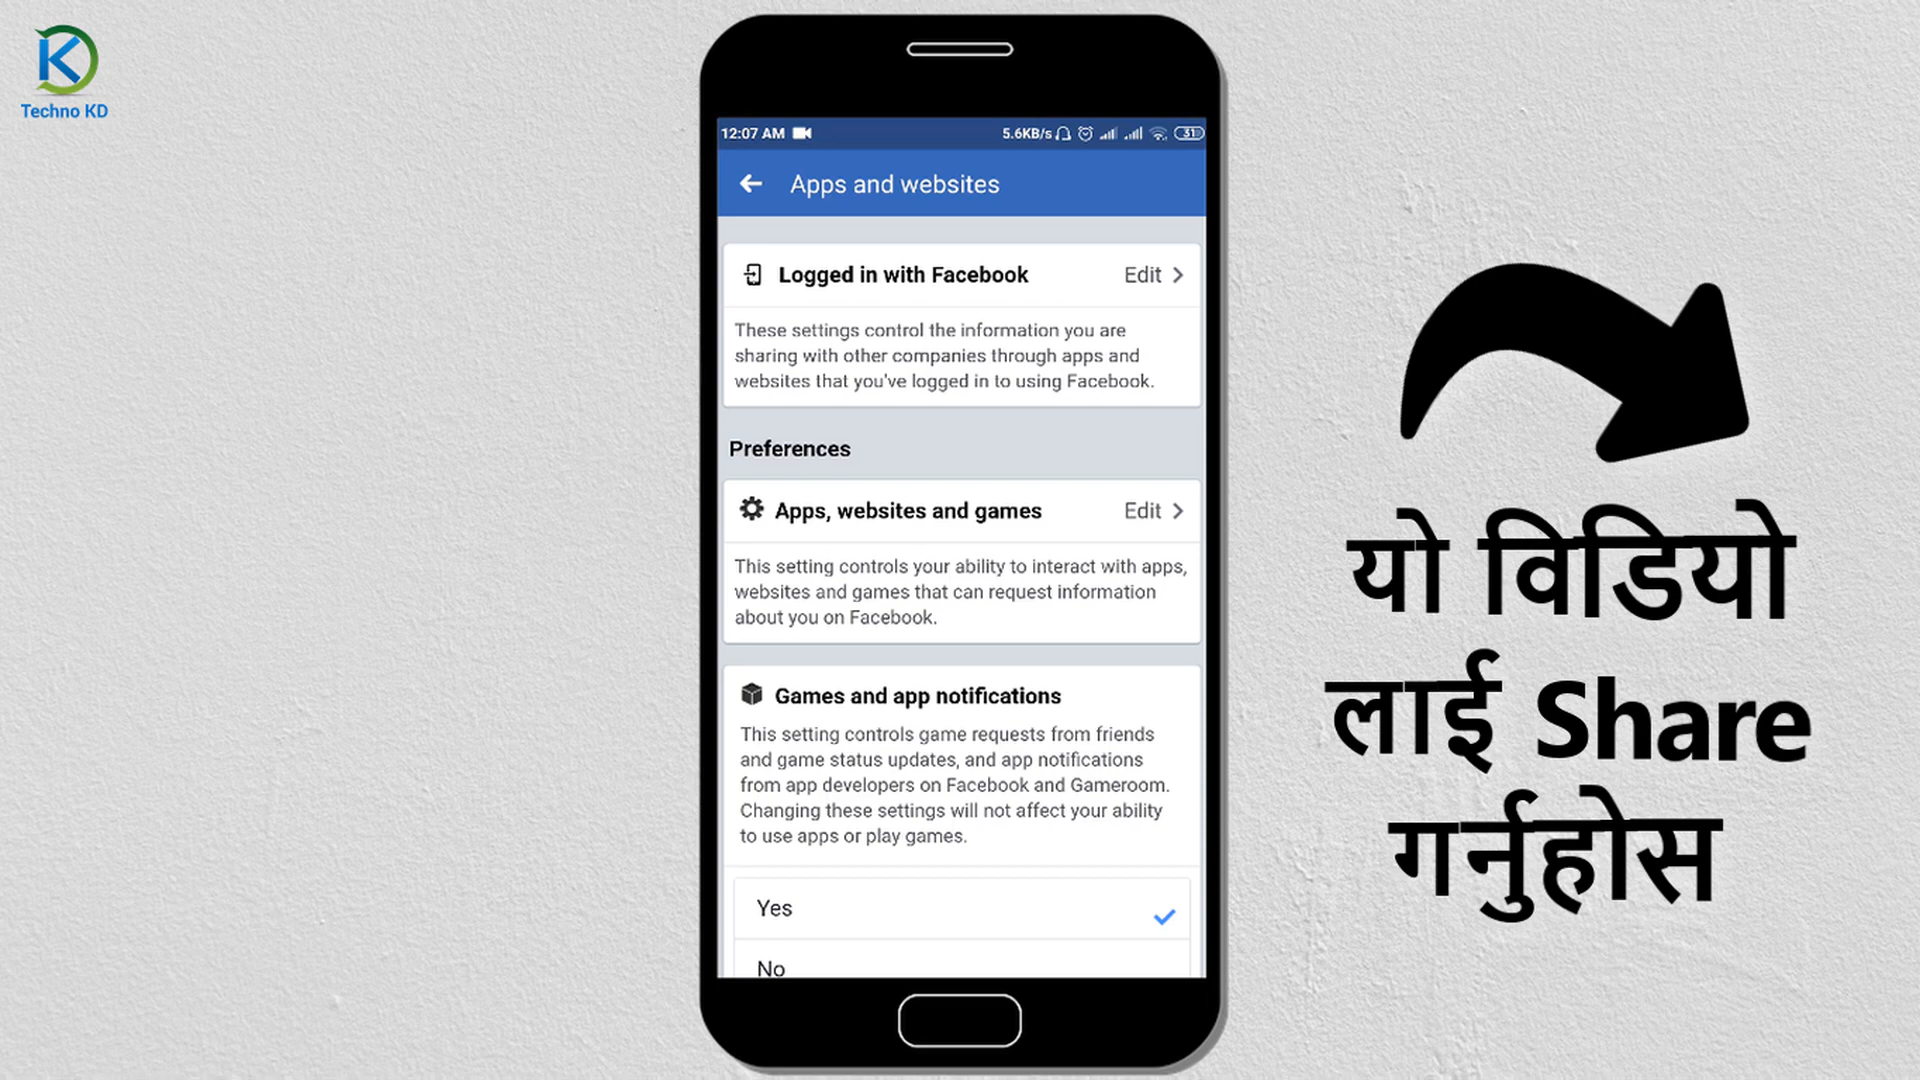 Techno KD
12:07 AM
5.6KB/s
31
Apps and websites
Logged in with Facebook
Edit
These settings control the information you are
sharing with other companies through apps and
websites that you've logged in to using Facebook.
Preferences
Apps, websites and games
Edit
This setting controls your ability to interact with apps,
websites and games that can request information
about you on Facebook.
Games and app notifications
This setting controls game requests from friends
and game status updates, and app notifications
from app developers on Facebook and Gameroom.
Changing these settings will not affect your ability
to use apps or play games.
Yes
No
यो विडियो
लाई Share
गर्नुहोस